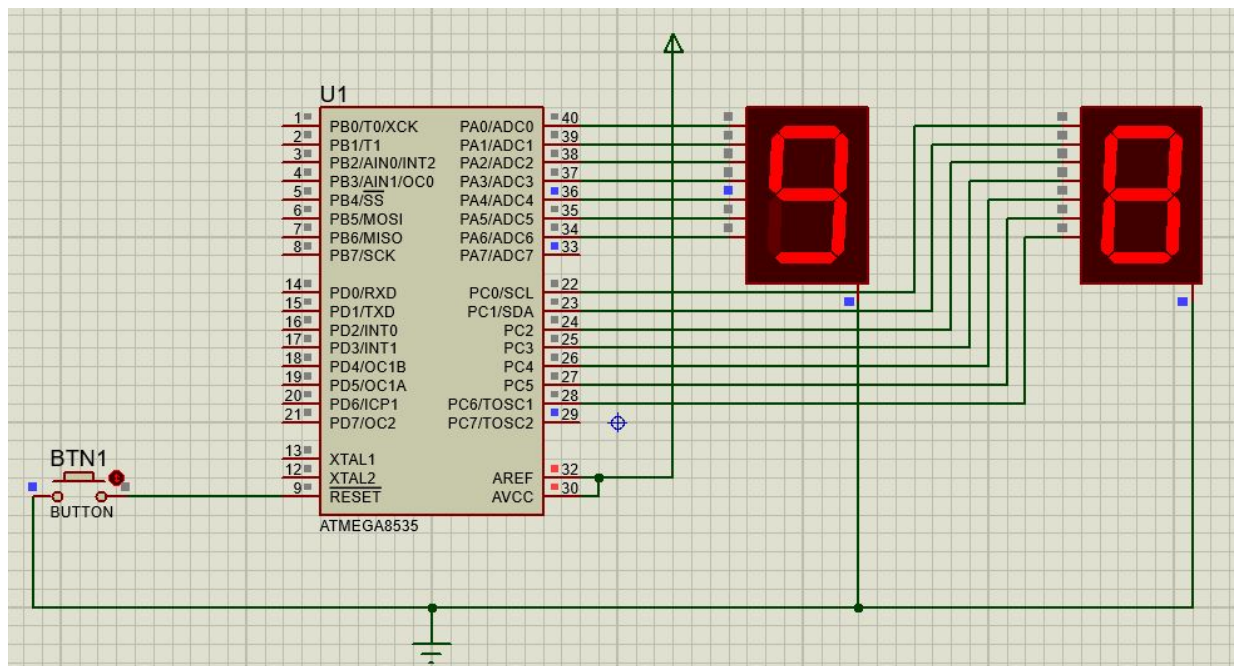 U1
1 PB0/T0/XCK PA0/ADC0 40
2 PB1/T1 PA1/ADC1 39
3 PB2/AIN0/INT2 PA2/ADC2 38
4 PB3/AIN1/OC0 PA3/ADC3 37
5 PB4/SS PA4/ADC4 36
6 PB5/MOSI PA5/ADC5 35
7 PB6/MISO PA6/ADC6 34
8 PB7/SCK PA7/ADC7 33
14 PD0/RXD PC0/SCL 22
15 PD1/TXD PC1/SDA 23
16 PD2/INT0 PC2 24
17 PD3/INT1 PC3 25
18 PD4/OC1B PC4 26
19 PD5/OC1A PC5 27
20 PD6/ICP1 PC6/TOSC1 28
21 PD7/OC2 PC7/TOSC2 29
13 XTAL1
12 XTAL2 AREF 32
9 RESET AVCC 30
ATMEGA8535
BTN1
BUTTON
9 8